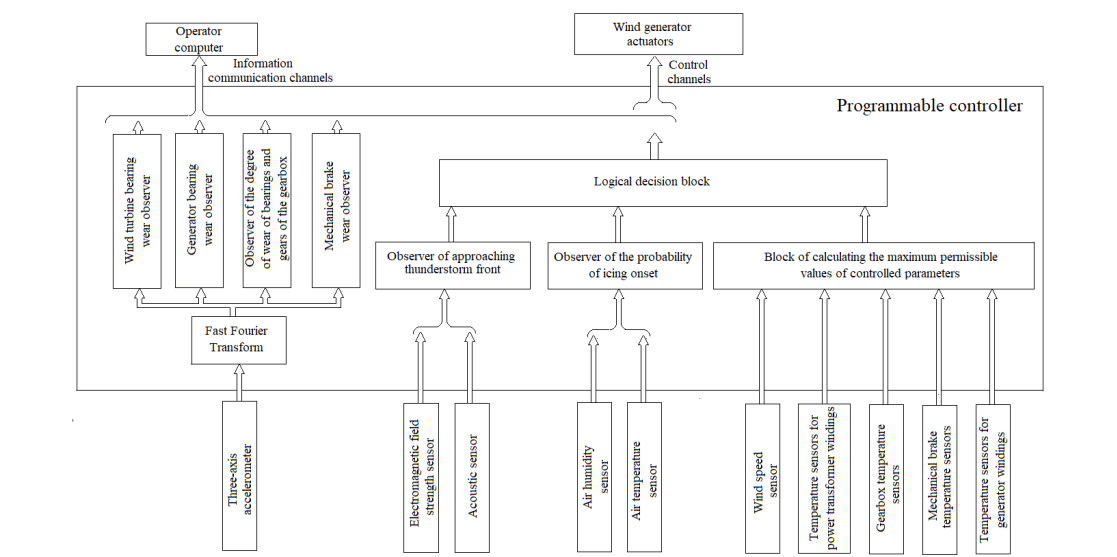 Operator
computer
Wind generator
actuators
Information
communication channels
Control
channels
Programmable controller
Wind turbine bearing
wear observer
Generator bearing
wear observer
Observer of the degree
of wear of bearings and
gears of the gearbox
Mechanical brake
wear observer
Logical decision block
Observer of approaching
thunderstorm front
Observer of the probability
of icing onset
Block of calculating the maximum permissible
values of controlled parameters
Fast Fourier
Transform
Three-axis
accelerometer
Electromagnetic field
strength sensor
Acoustic sensor
Air humidity
sensor
Air temperature
sensor
Wind speed
sensor
Temperature sensors for
power transformer windings
Gearbox temperature
sensors
Mechanical brake
temperature sensors
Temperature sensors for
generator windings